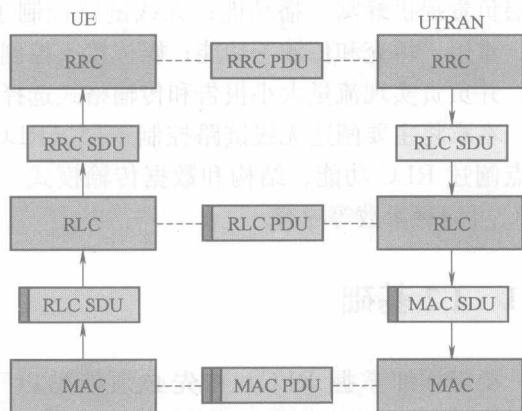 UE
UTRAN
RRC
RRC PDU
RRC
RRC SDU
RLC SDU
RLC
RLC PDU
RLC
RLC SDU
MAC SDU
MAC
MAC PDU
MAC